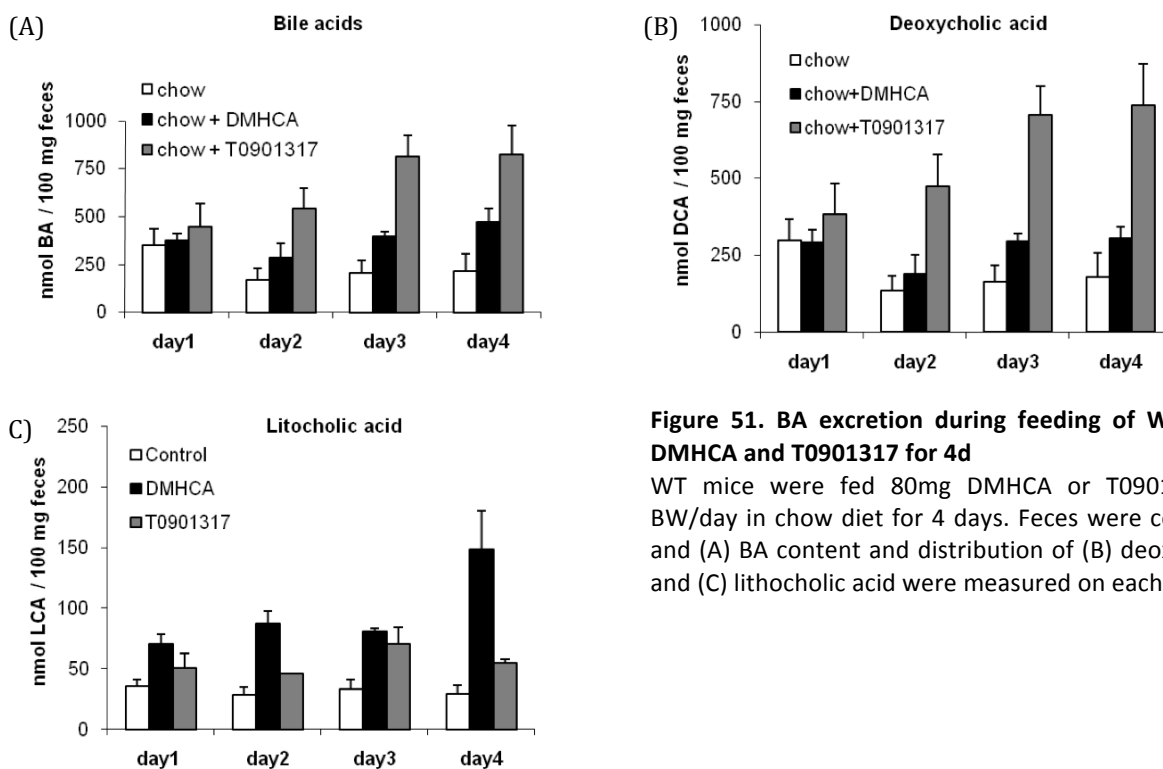 (A)
Bile acids
chow
chow + DMHCA
chow + T0901317
nmol BA / 100 mg feces
1000
750
500
250
0
day1 day2 day3 day4
(B)
Deoxycholic acid
chow
chow+DMHCA
chow+T0901317
nmol DCA / 100 mg feces
1000
750
500
250
0
day1 day2 day3 day4
C)
Litocholic acid
Control
DMHCA
T0901317
nmol LCA / 100 mg feces
250
200
150
100
50
0
day1 day2 day3 day4
Figure 51. BA excretion during feeding of W
DMHCA and T0901317 for 4d
WT mice were fed 80mg DMHCA or T0901
BW/day in chow diet for 4 days. Feces were c
and (A) BA content and distribution of (B) deo
and (C) lithocholic acid were measured on each